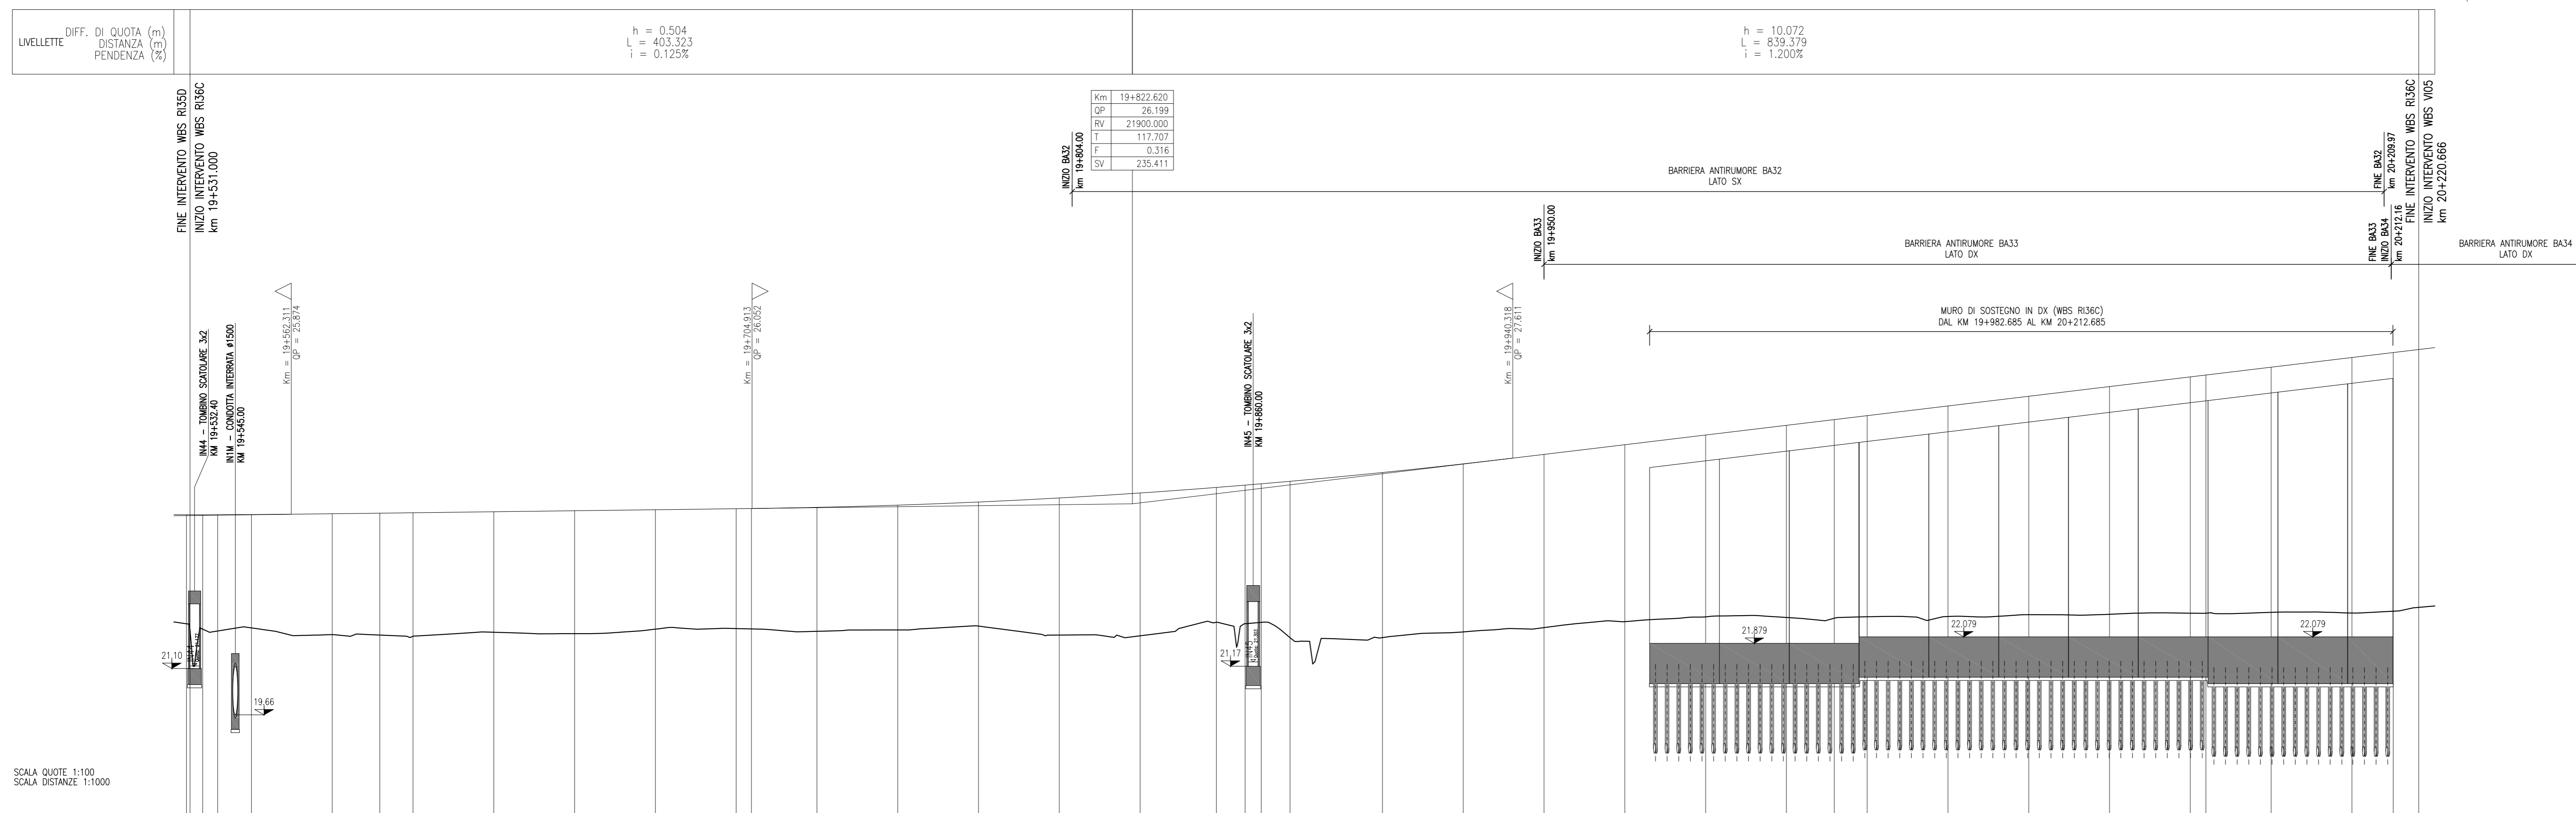 LIVELLETTE
DIFF. DI QUOTA (m)
DISTANZA (m)
PENDENZA (%)
h = 0.504
L = 403.323
i = 0.125%
h = 10.072
L = 839.379
i = 1.200%
FINE INTERVENTO WBS RI35D
INIZIO INTERVENTO WBS RI36C
km 19+531.000
Km 19+822.620
QP 26.199
RV 21900.000
T 117.707
F 0.316
SV 235.411
INIZIO BA32
km 19+804.00
BARRIERA ANTIRUMORE BA32
LATO SX
FINE BA32
km 20+209.97
FINE INTERVENTO WBS RI36C
INIZIO INTERVENTO WBS VI05
km 20+220.666
INIZIO BA33
km 19+950.00
BARRIERA ANTIRUMORE BA33
LATO DX
FINE BA33
INIZIO BA34
km 20+212.16
BARRIERA ANTIRUMORE BA34
LATO DX
IN44 - TOMBINO SCATOLARE 3x2
KM 19+532.40
IN1M - CONDOTTA INTERRATA ø1500
KM 19+545.00
Km = 19+562.311
QP = 25.874
Km = 19+704.913
QP = 26.052
IN45 - TOMBINO SCATOLARE 3x2
KM 19+860.00
Km = 19+940.318
QP = 27.611
MURO DI SOSTEGNO IN DX (WBS RI36C)
DAL KM 19+982.685 AL KM 20+212.685
21.10
IN44
19.66
21.17
IN45
21.879
22.079
22.079
SCALA QUOTE 1:100
SCALA DISTANZE 1:1000